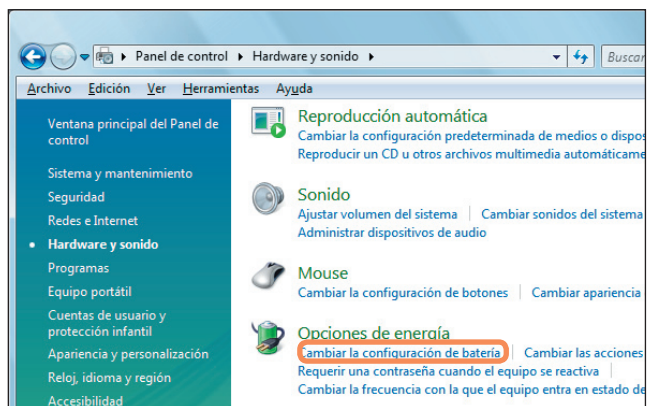 Panel de control Hardware y sonido Buscar
Archivo Edición Ver Herramientas Ayuda
Ventana principal del Panel de
control
Sistema y mantenimiento
Seguridad
Redes e Internet
Hardware y sonido
Programas
Equipo portátil
Cuentas de usuario y
protección infantil
Apariencia y personalización
Reloj, idioma y región
Accesibilidad
Reproducción automática
Cambiar la configuración predeterminada de medios o dispos
Reproducir un CD u otros archivos multimedia automáticame
Sonido
Ajustar volumen del sistema Cambiar sonidos del sistema
Administrar dispositivos de audio
Mouse
Cambiar la configuración de botones Cambiar apariencia
Opciones de energía
Cambiar la configuración de batería Cambiar las acciones
Requerir una contraseña cuando el equipo se reactiva
Cambiar la frecuencia con la que el equipo entra en estado de